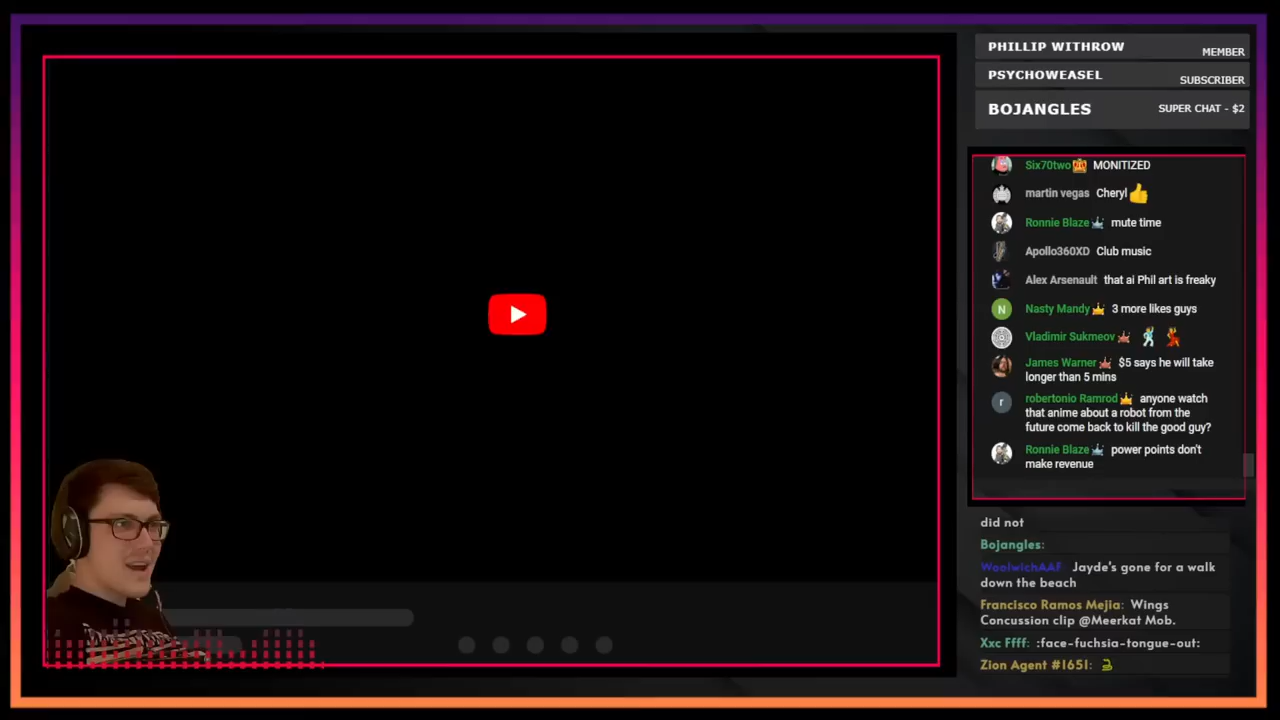 PHILLIP WITHROW MEMBER
PSYCHOWEASEL SUBSCRIBER
BOJANGLES SUPER CHAT - $2
Six70two MONITIZED
martin vegas Cheryl
Ronnie Blaze mute time
Apollo360XD Club music
Alex Arsenault that ai Phil art is freaky
Nasty Mandy 3 more likes guys
Vladimir Sukmeov
James Warner $5 says he will take
longer than 5 mins
robertonio Ramrod anyone watch
that anime about a robot from the
future come back to kill the good guy?
r
N
Ronnie Blaze power points don't
make revenue
did not
Bojangles:
WoolwichAAF Jayde's gone for a walk
down the beach
Francisco Ramos Mejia: Wings
Concussion clip @Meerkat Mob.
Xxc Ffff: :face-fuchsia-tongue-out:
Zion Agent #1651: